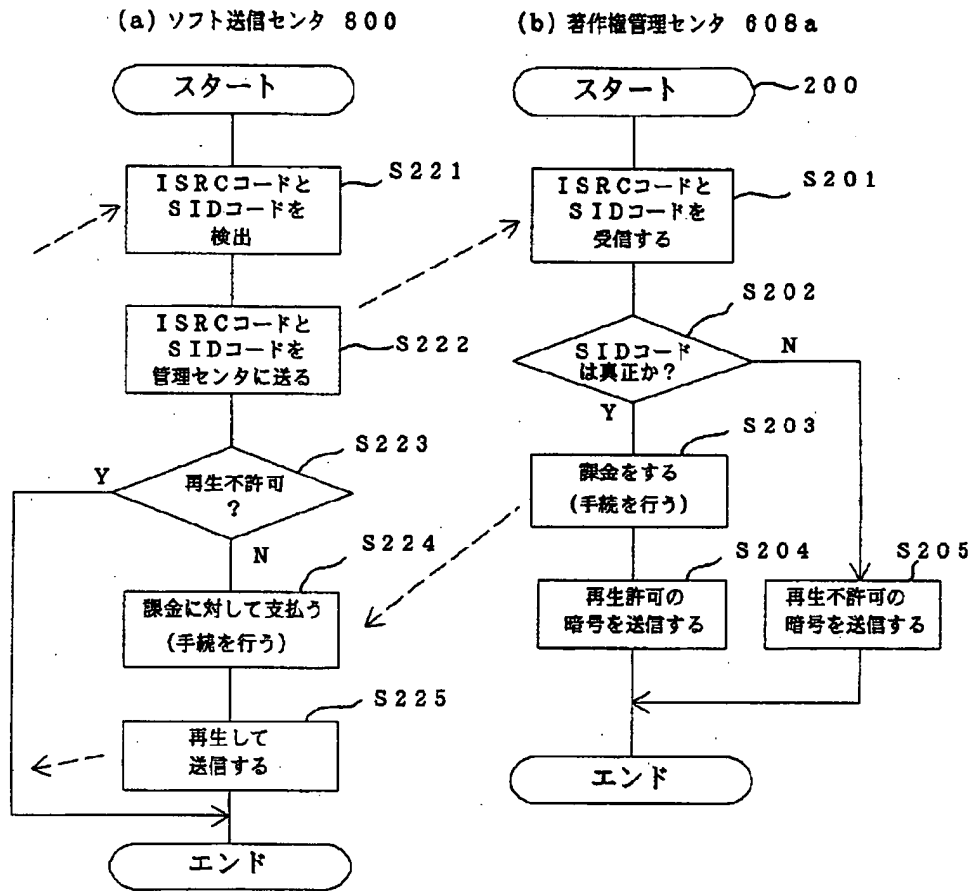 (a) ソフト送信センタ 800
スタート
S221
ISRCコードと
SIDコードを
検出
ISRCコードと
SIDコードを
管理センタに送る
S222
S223
Y
再生不許可
?
N
S224
課金に対して支払う
(手続を行う)
S225
再生して
送信する
エンド
(b) 著作権管理センタ 608a
スタート
200
S201
ISRCコードと
SIDコードを
受信する
S202
SIDコード
は真正か?
N
Y
S203
課金をする
(手続を行う)
S204
再生許可の
暗号を送信する
S205
再生不許可の
暗号を送信する
エンド